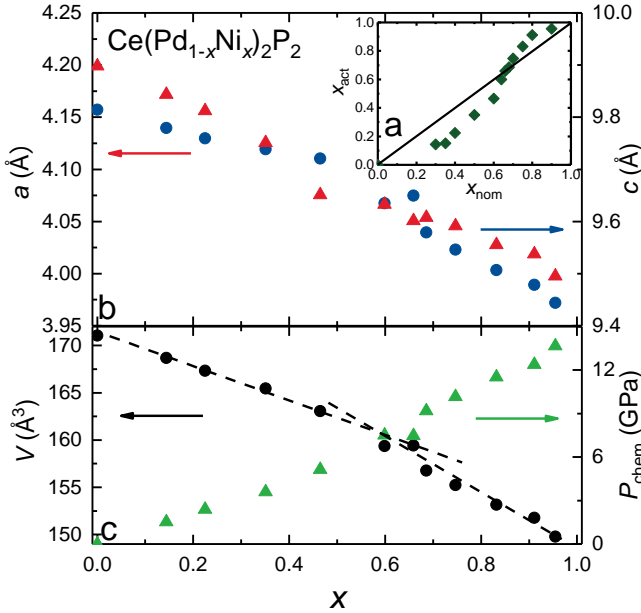 Ce(Pd1-xNix)2P2
4.25
4.20
4.15
4.10
4.05
4.00
3.95
a (Å)
b
10.0
9.8
9.6
9.4
c (Å)
1.0
0.8
0.6
0.4
0.2
0.0
xact
a
0.0 0.2 0.4 0.6 0.8 1.0
xnom
170
165
160
155
150
V (Å3)
c
12
6
0
Pchem (GPa)
0.0 0.2 0.4 0.6 0.8 1.0
x